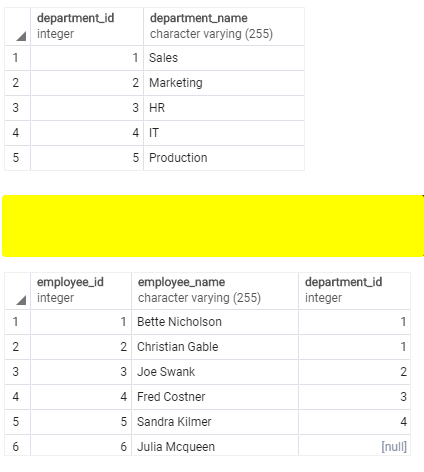 department_id department_name
integer character varying (255)
1 1 Sales
2 2 Marketing
3 3 HR
4 4 IT
5 5 Production
employee_id employee_name department_id
integer character varying (255) integer
1 1 Bette Nicholson 1
2 2 Christian Gable 1
3 3 Joe Swank 2
4 4 Fred Costner 3
5 5 Sandra Kilmer 4
6 6 Julia Mcqueen [null]